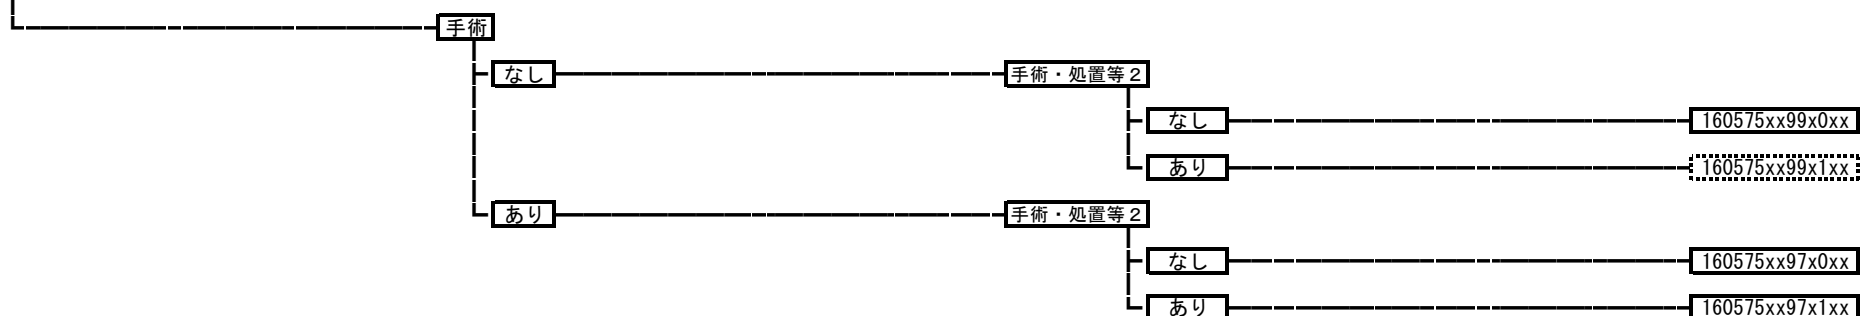 手術
なし
手術・処置等２
なし
160575xx99x0xx
あり
160575xx99x1xx
あり
手術・処置等２
なし
160575xx97x0xx
あり
160575xx97x1xx